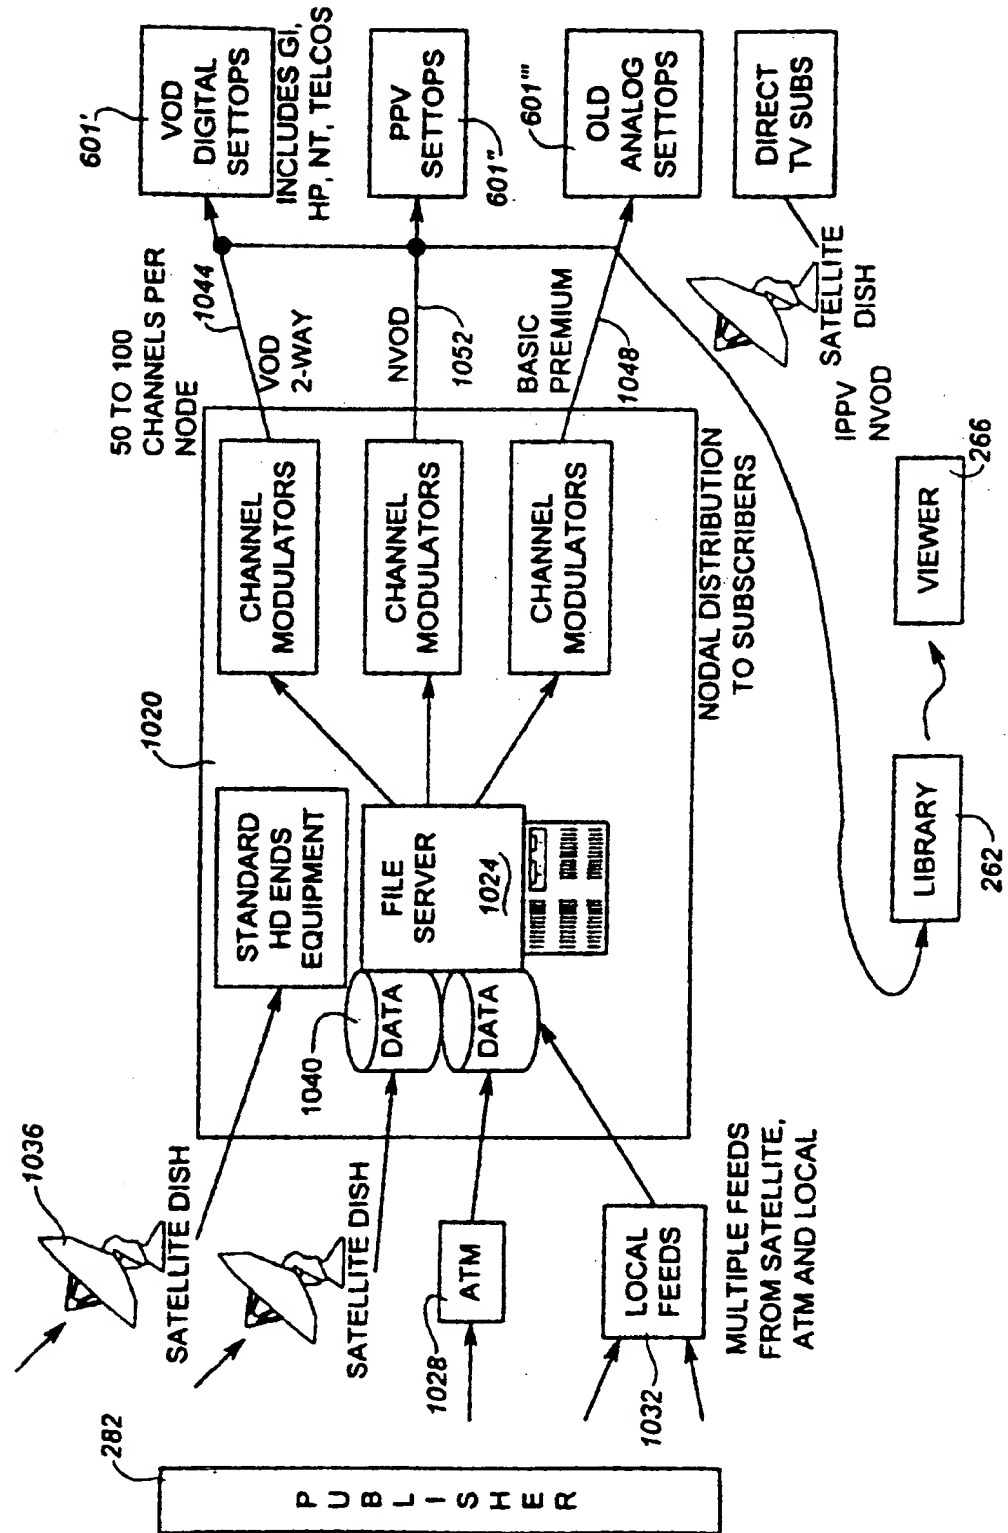 282
PUBLISHER
1036
SATELLITE DISH
SATELLITE DISH
1028
ATM
1032
LOCAL
FEEDS
MULTIPLE FEEDS
FROM SATELLITE,
ATM AND LOCAL
1020
STANDARD
HD ENDS
EQUIPMENT
1040
DATA
DATA
FILE
SERVER
1024
CHANNEL
MODULATORS
CHANNEL
MODULATORS
CHANNEL
MODULATORS
NODAL DISTRIBUTION
TO SUBSCRIBERS
50 TO 100
CHANNELS PER
NODE
1044
VOD
2-WAY
NVOD
1052
BASIC
PREMIUM
1048
601'
VOD
DIGITAL
SETTOPS
INCLUDES GI,
HP, NT, TELCOS
PPV
SETTOPS
601"
601'''
OLD
ANALOG
SETTOPS
DIRECT
TV SUBS
SATELLITE
DISH
IPPV
NVOD
LIBRARY
262
VIEWER
266